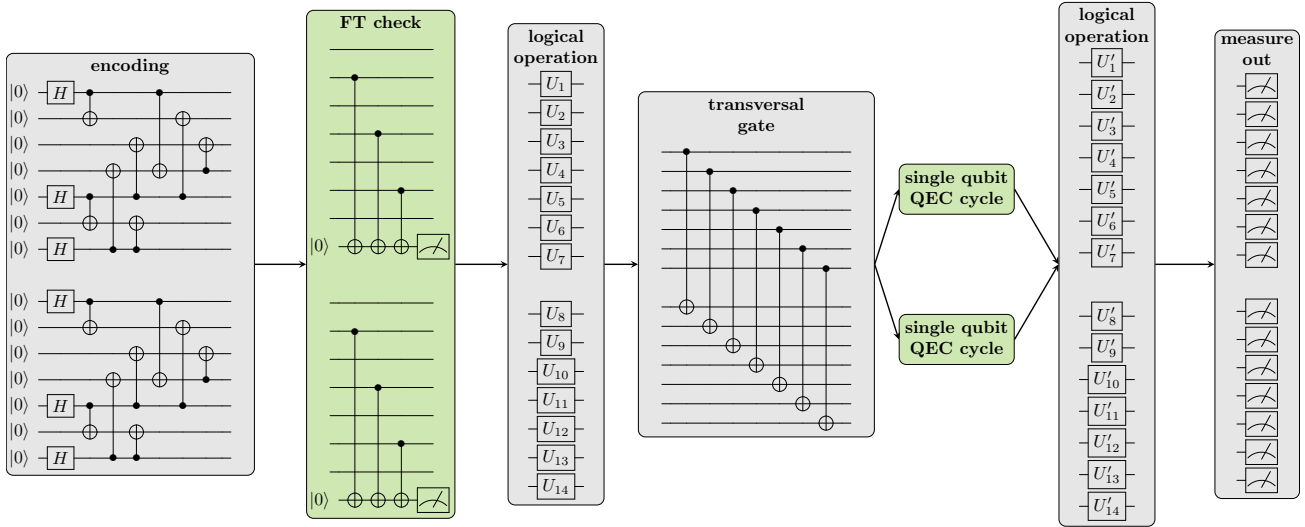 encoding
|0⟩ H
|0⟩
|0⟩
|0⟩
|0⟩ H
|0⟩
|0⟩ H
|0⟩ H
|0⟩
|0⟩
|0⟩
|0⟩ H
|0⟩
|0⟩ H
FT check
|0⟩
|0⟩
logical
operation
U₁
U₂
U₃
U₄
U₅
U₆
U₇
U₈
U₉
U₁₀
U₁₁
U₁₂
U₁₃
U₁₄
transversal
gate
single qubit
QEC cycle
single qubit
QEC cycle
logical
operation
U′₁
U′₂
U′₃
U′₄
U′₅
U′₆
U′₇
U′₈
U′₉
U′₁₀
U′₁₁
U′₁₂
U′₁₃
U′₁₄
measure
out